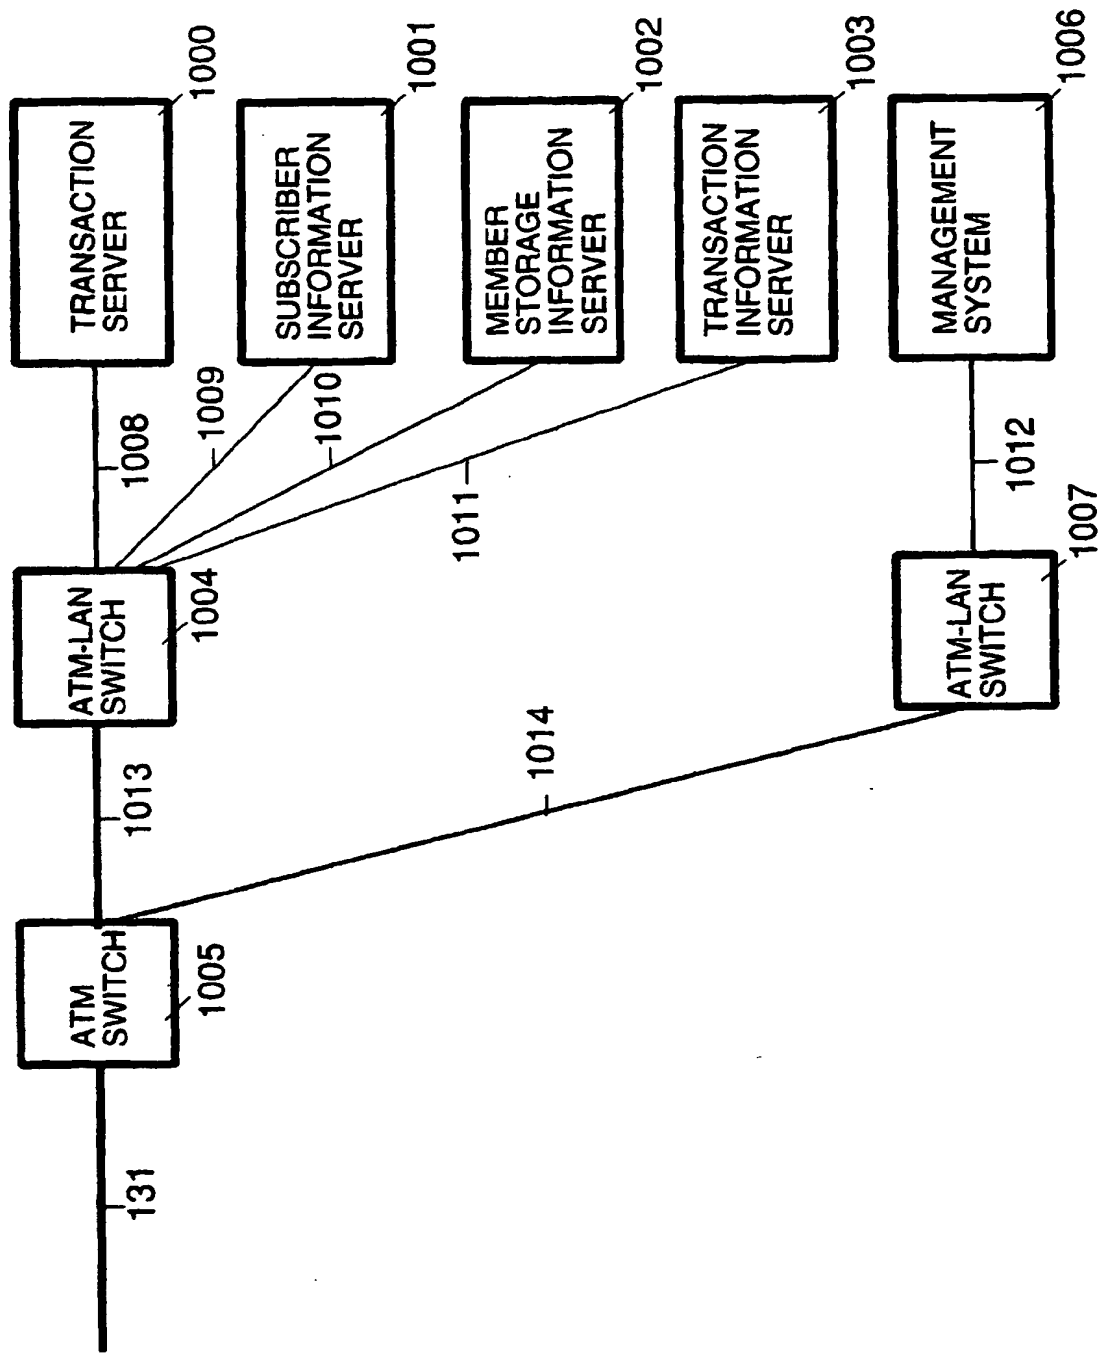 TRANSACTION
SERVER
1000
SUBSCRIBER
INFORMATION
SERVER
1001
MEMBER
STORAGE
INFORMATION
SERVER
1002
TRANSACTION
INFORMATION
SERVER
1003
MANAGEMENT
SYSTEM
1006
1008
1009
1010
1011
1012
ATM-LAN
SWITCH
1004
ATM-LAN
SWITCH
1007
1013
1014
ATM
SWITCH
1005
131